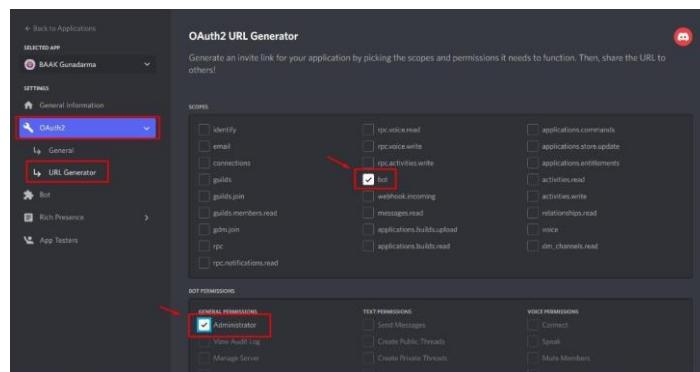 ← Back to Applications
SELECTED APP
BAAK Gunadarma
SETTINGS
General Information
OAuth2
General
URL Generator
Bot
Rich Presence
App Testers
OAuth2 URL Generator
Generate an invite link for your application by picking the scopes and permissions it needs to function. Then, share the URL to
others!
SCOPES
identify
email
connections
guilds
guilds.join
guilds.members.read
gdm.join
rpc
rpc.notifications.read
rpc.voice.read
rpc.voice.write
rpc.activities.write
bot
webhook.incoming
messages.read
applications.builds.upload
applications.builds.read
applications.commands
applications.store.update
applications.entitlements
activities.read
activities.write
relationships.read
voice
dm_channels.read
BOT PERMISSIONS
GENERAL PERMISSIONS
Administrator
View Audit Log
Manage Server
TEXT PERMISSIONS
Send Messages
Create Public Threads
Create Private Threads
VOICE PERMISSIONS
Connect
Speak
Mute Members